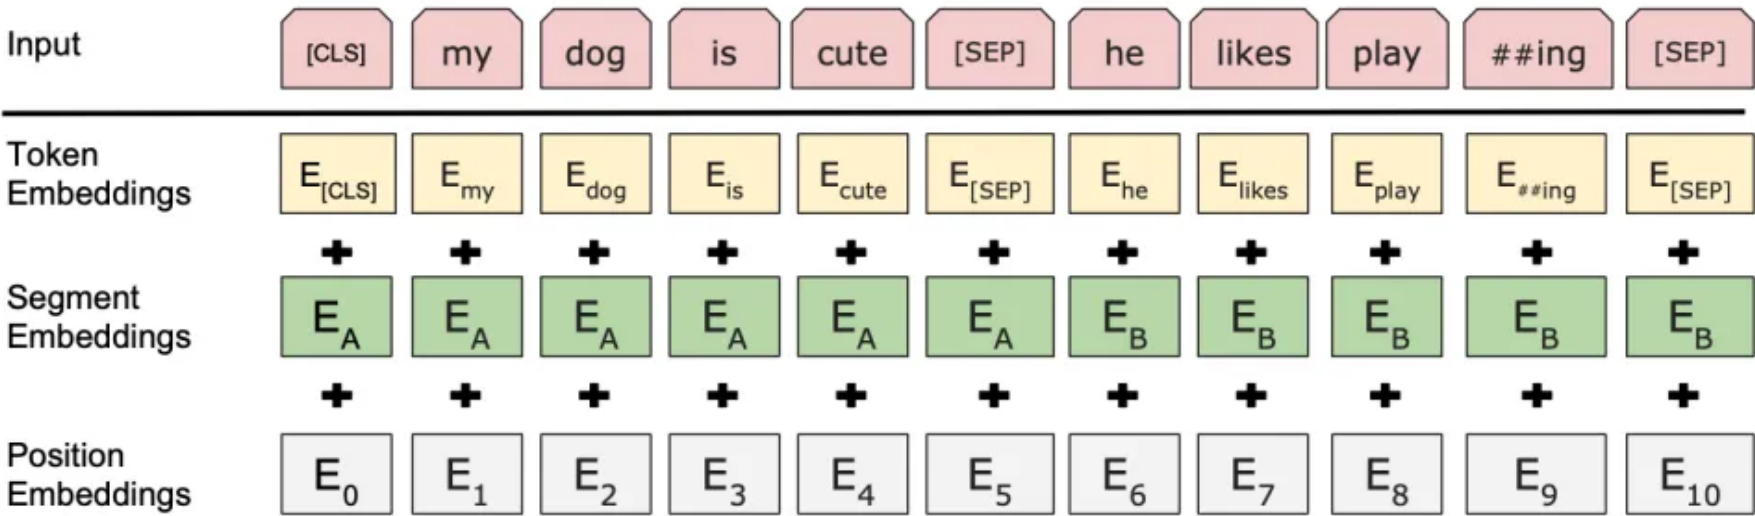 Input [CLS] my dog is cute [SEP] he likes play ##ing [SEP]
Token Embeddings E[CLS] Emy Edog Eis Ecute E[SEP] Ehe Elikes Eplay E##ing E[SEP]
+ + + + + + + + + + +
Segment Embeddings EA EA EA EA EA EA EB EB EB EB EB
+ + + + + + + + + + +
Position Embeddings E0 E1 E2 E3 E4 E5 E6 E7 E8 E9 E10